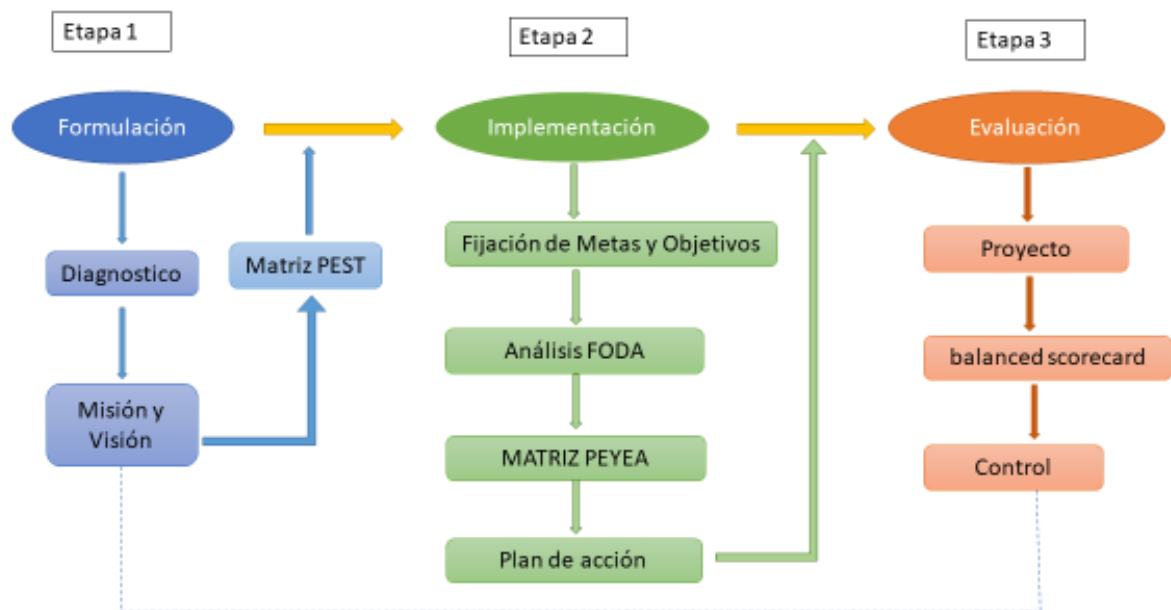 Etapa 1
Etapa 2
Etapa 3
Formulación
Implementación
Evaluación
Diagnostico
Matriz PEST
Misión y
Visión
Fijación de Metas y Objetivos
Análisis FODA
MATRIZ PEYEA
Plan de acción
Proyecto
balanced scorecard
Control